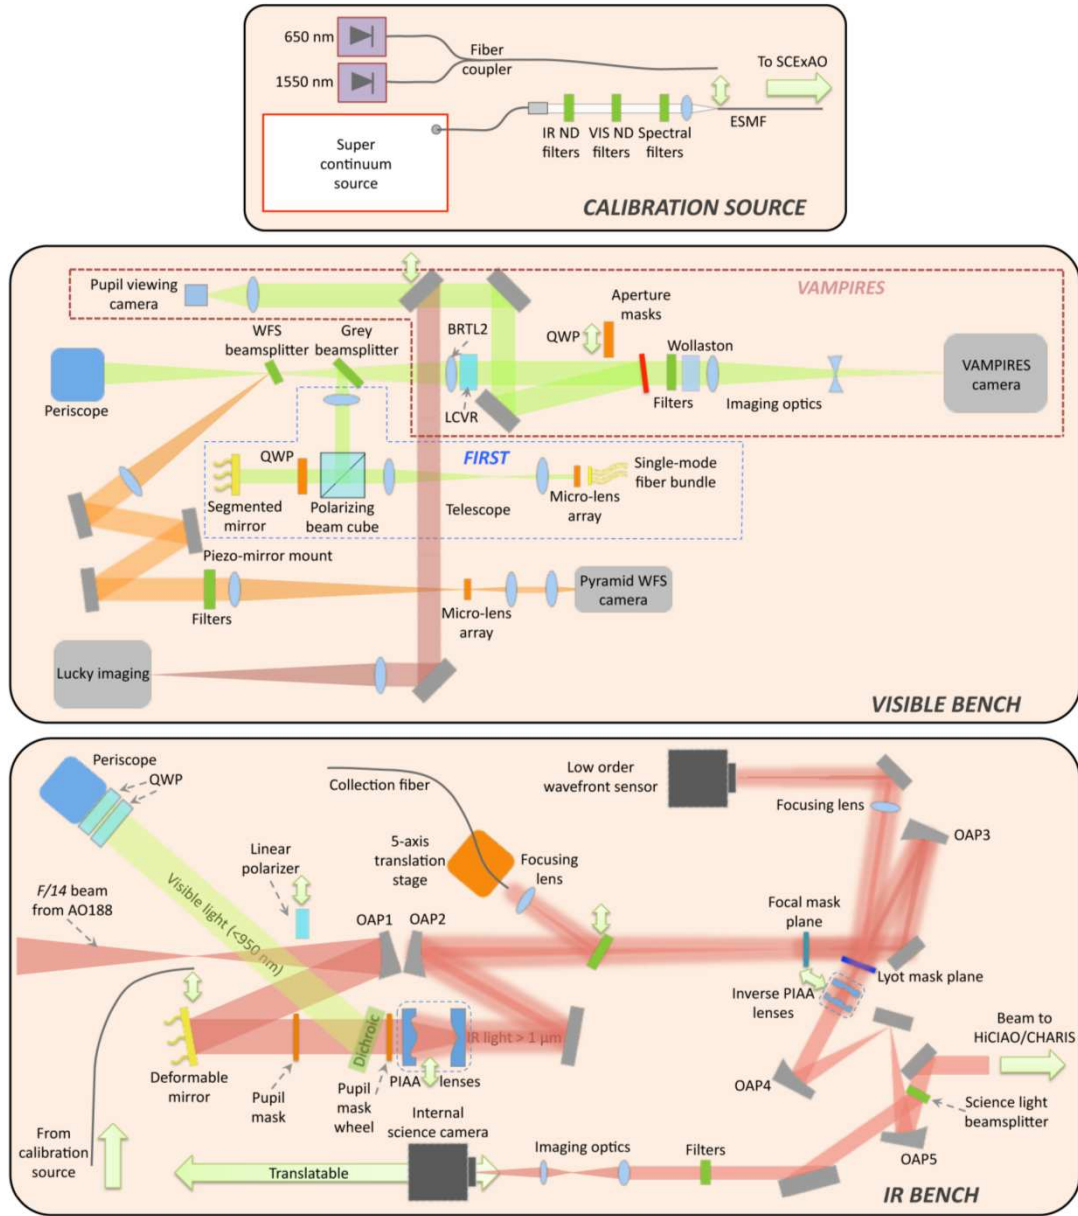 650 nm
1550 nm
Fiber
coupler
To SCExAO
ESMF
IR ND
filters
VIS ND
filters
Spectral
filters
Super
continuum
source
CALIBRATION SOURCE
Pupil viewing
camera
VAMPIRES
WFS
beamsplitter
Grey
beamsplitter
BRTL2
QWP
Aperture
masks
Wollaston
VAMPIRES
camera
Periscope
LCVR
Filters
Imaging optics
QWP
FIRST
Single-mode
fiber bundle
Segmented
mirror
Polarizing
beam cube
Telescope
Micro-lens
array
Piezo-mirror mount
Pyramid WFS
camera
Filters
Micro-lens
array
Lucky imaging
VISIBLE BENCH
Periscope
QWP
Collection fiber
Low order
wavefront sensor
Focusing lens
OAP3
5-axis
translation
stage
Focusing
lens
Linear
polarizer
F/14 beam
from AO188
Visible light (<950 nm)
OAP1
OAP2
Focal mask
plane
Lyot mask plane
Inverse PIAA
lenses
Dichroic
IR light > 1 µm
Beam to
HiCIAO/CHARIS
Deformable
mirror
Pupil
mask
Pupil
mask
wheel
PIAA lenses
OAP4
Science light
beamsplitter
From
calibration
source
Internal
science camera
Translatable
Imaging optics
Filters
OAP5
IR BENCH